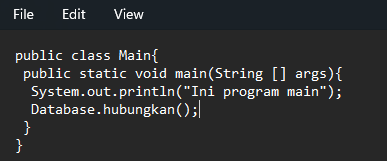 File Edit View
public class Main{
 public static void main(String [] args){
  System.out.println("Ini program main");
  Database.hubungkan();
 }
}